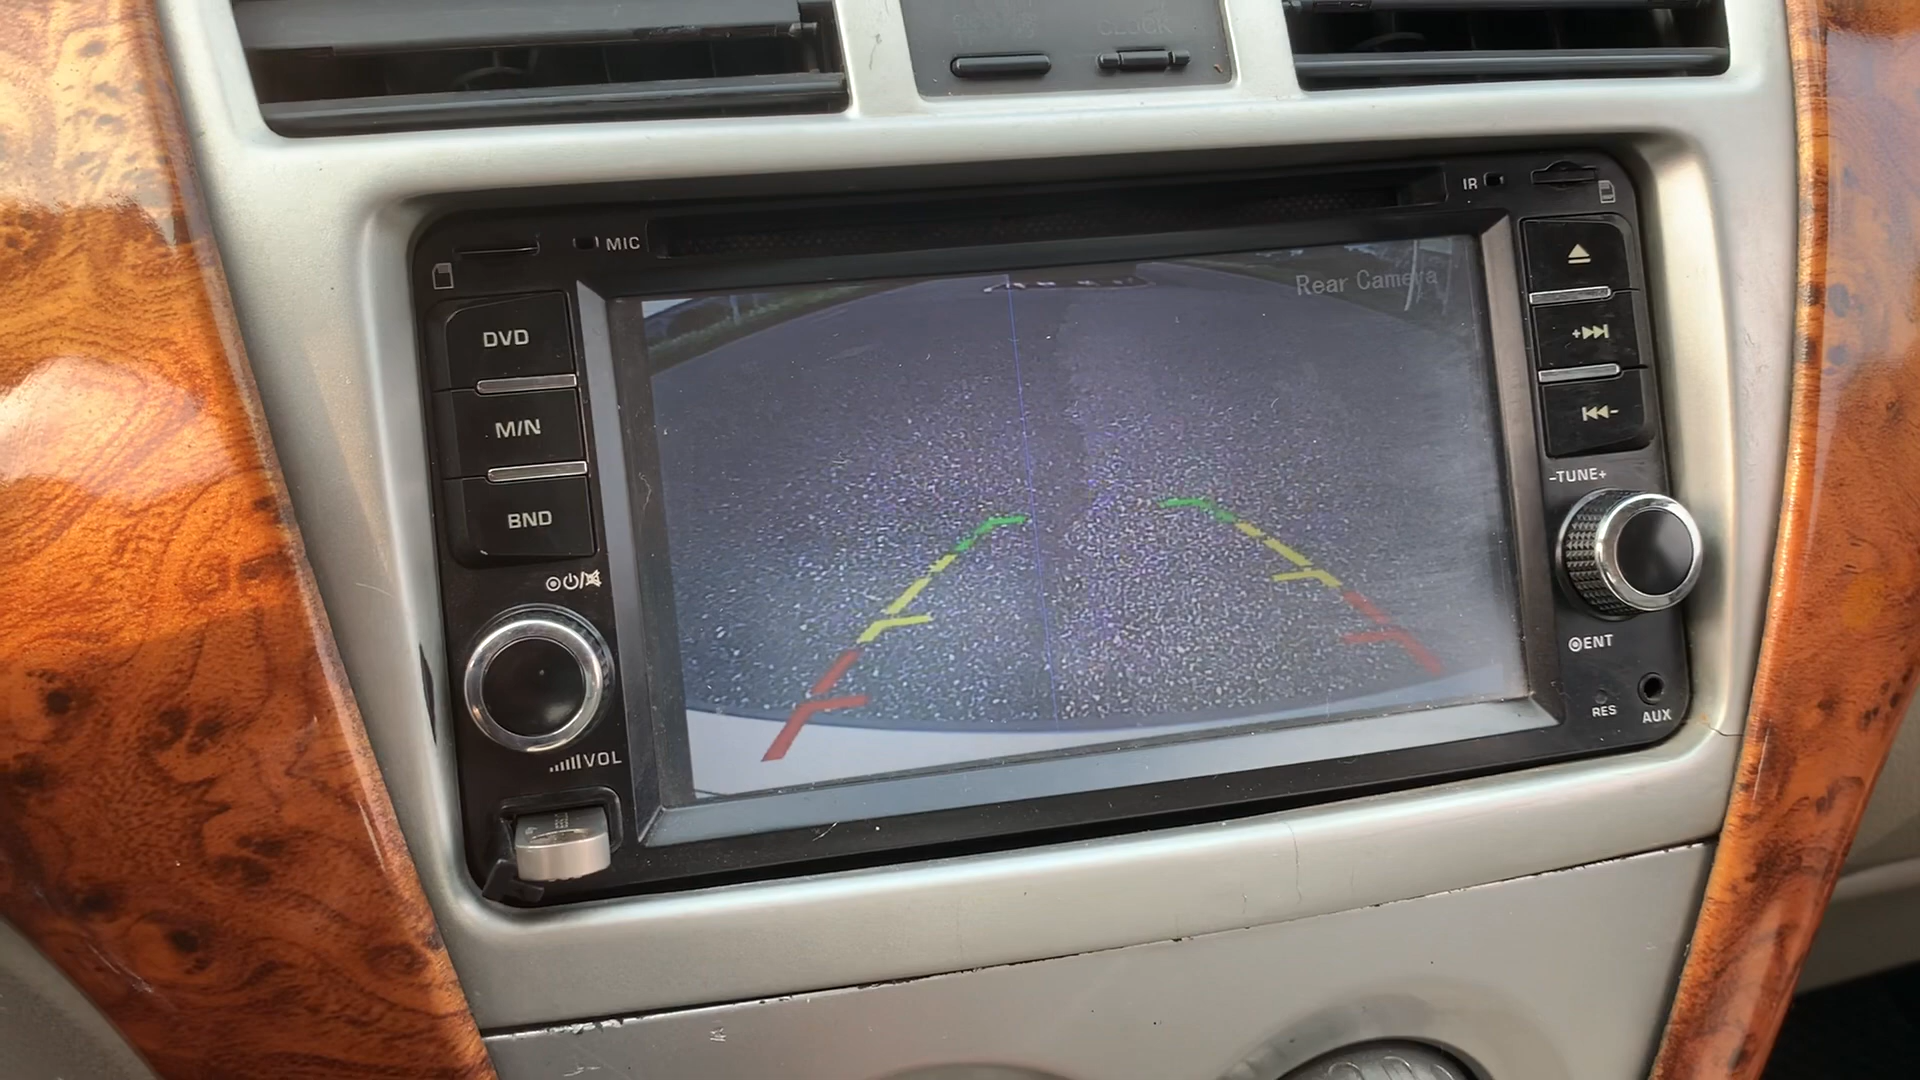 CLOCK
IR
MIC
Rear Camera
DVD
M/N
BND
-TUNE+
ENT
VOL
RES
AUX